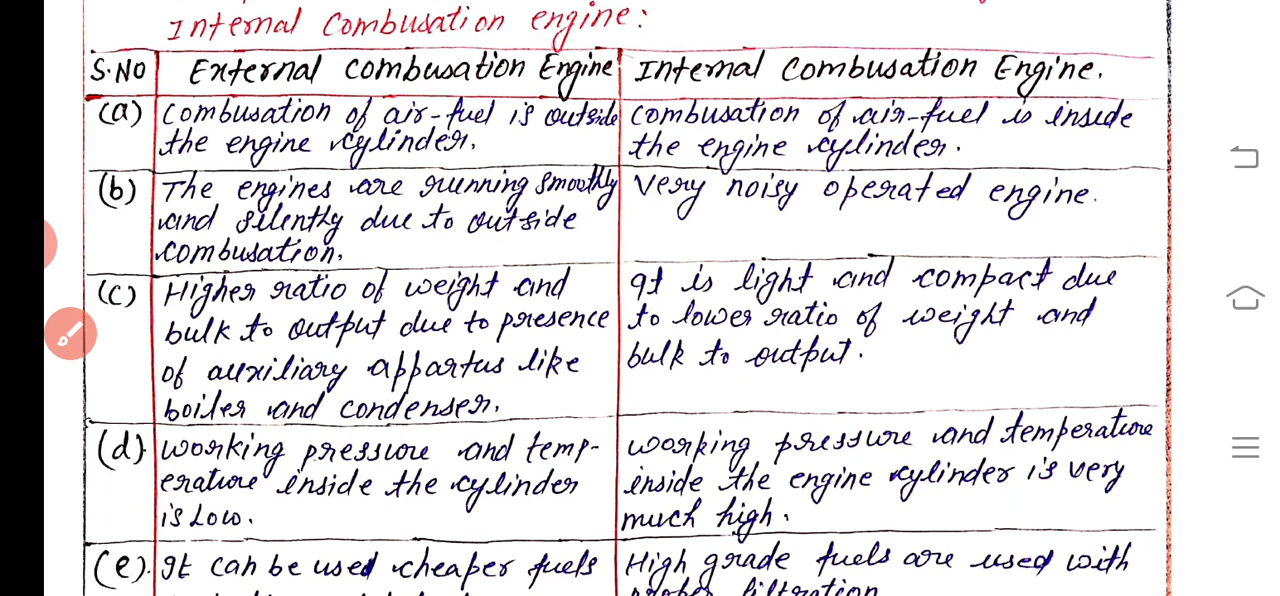 Internal Combusation engine:
S.NO External Combusation Engine Internal Combusation Engine.
(a) Combusation of air-fuel is outside
the engine cylinder.
Combusation of air-fuel is inside
the engine cylinder.
(b) The engines are running smoothly
and silently due to outside
combusation.
Very noisy operated engine.
(c) Higher ratio of weight and
bulk to output due to presence
of auxiliary appartus like
boiler and condenser.
It is light and compact due
to lower ratio of weight and
bulk to output.
(d). Working pressure and temp-
erature inside the cylinder
is Low.
Working pressure and temperature
inside the engine cylinder is very
much high.
(e). It can be used cheaper fuels
High grade fuels are used with
proper filtration